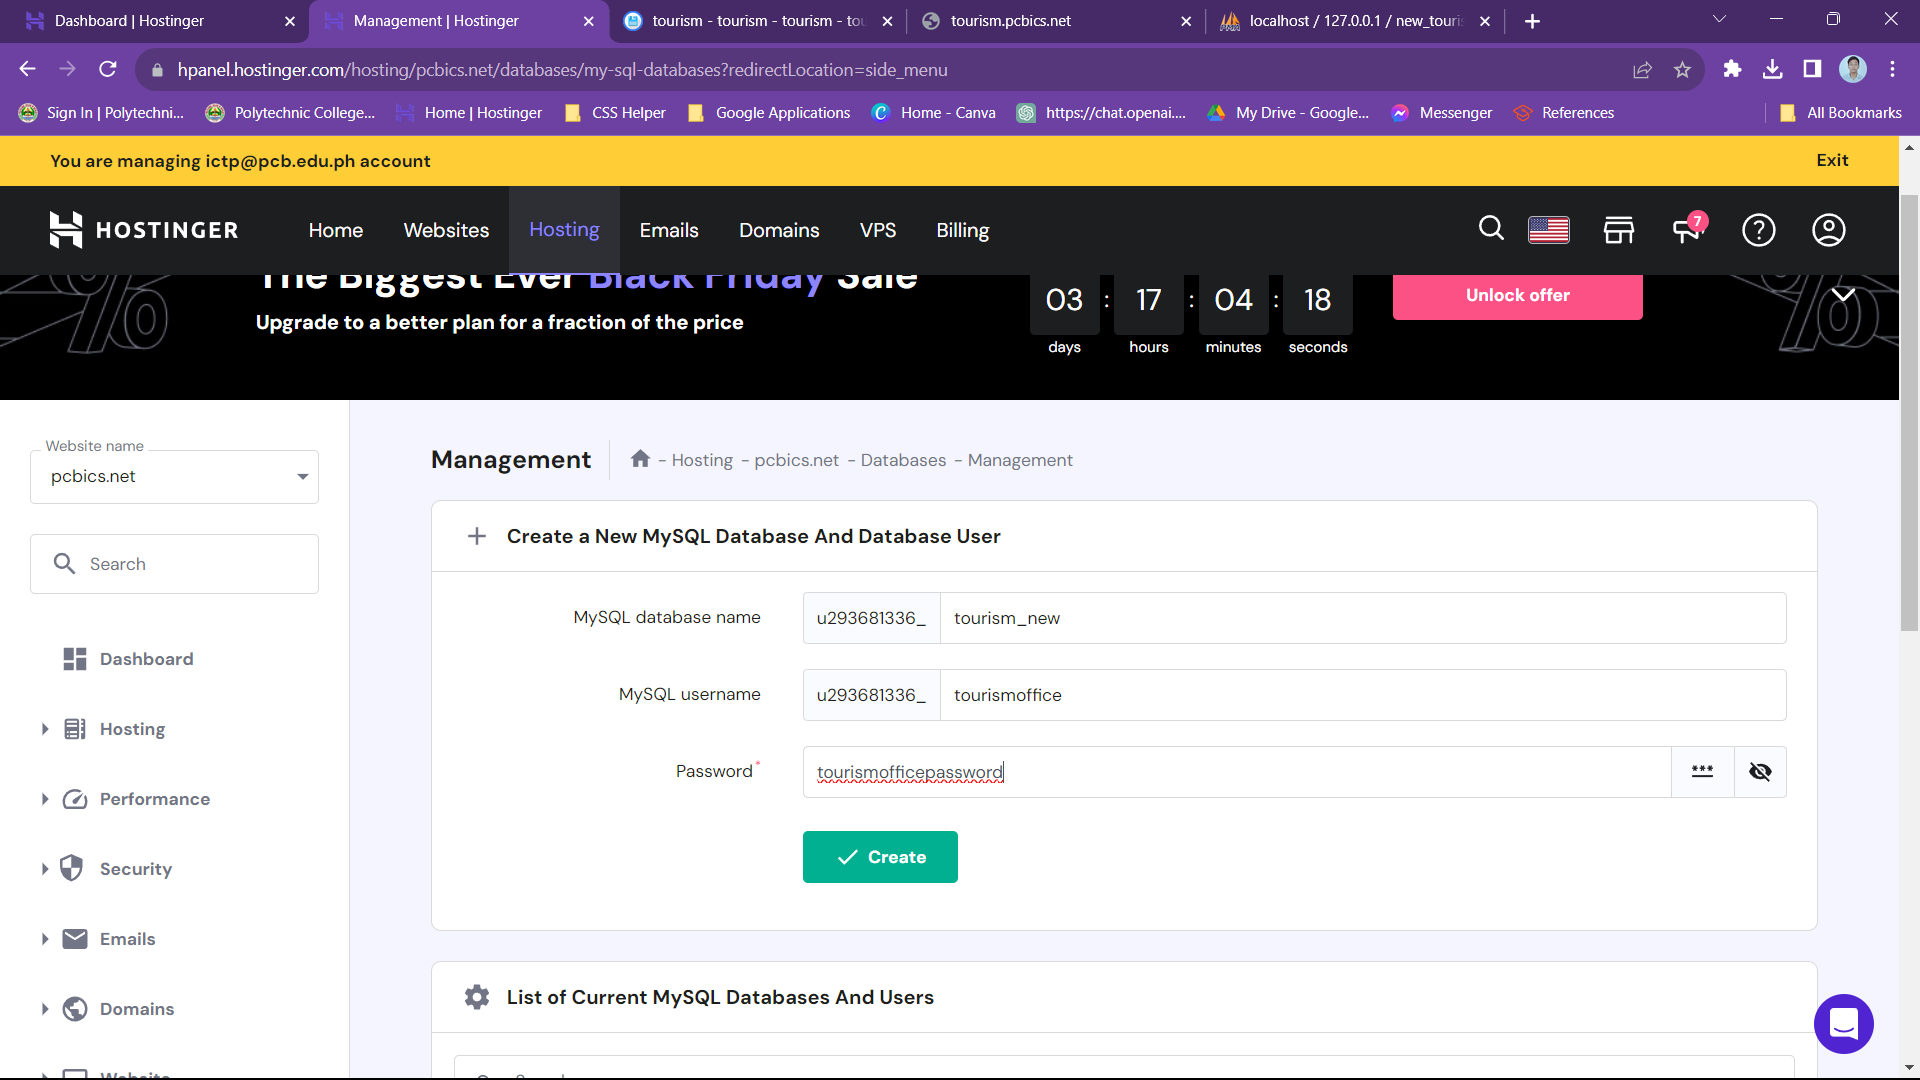 Dashboard | Hostinger
Management | Hostinger
tourism - tourism - tourism - tou
tourism.pcbics.net
localhost / 127.0.0.1 / new_touris
hpanel.hostinger.com/hosting/pcbics.net/databases/my-sql-databases?redirectLocation=side_menu
Sign In | Polytechni...
Polytechnic College...
Home | Hostinger
CSS Helper
Google Applications
Home - Canva
https://chat.openai....
My Drive - Google...
Messenger
References
All Bookmarks
You are managing ictp@pcb.edu.ph account
Exit
HOSTINGER
Home
Websites
Hosting
Emails
Domains
VPS
Billing
7
The Biggest Ever Black Friday Sale
Upgrade to a better plan for a fraction of the price
03 : 17 : 04 : 18
days hours minutes seconds
Unlock offer
Website name
pcbics.net
Search
Dashboard
Hosting
Performance
Security
Emails
Domains
Website
Management
- Hosting - pcbics.net - Databases - Management
Create a New MySQL Database And Database User
MySQL database name
u293681336_
tourism_new
MySQL username
u293681336_
tourismoffice
Password*
tourismofficepassword
Create
List of Current MySQL Databases And Users